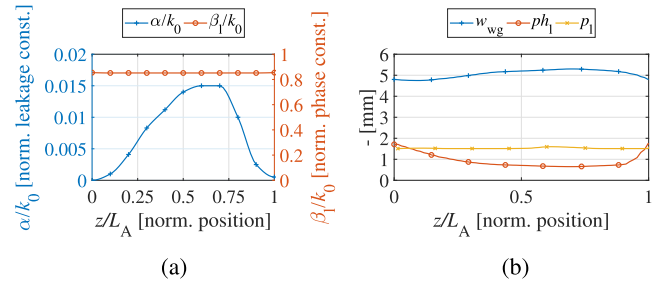 α/k0 β1/k0
0.02
0.015
0.01
0.005
0
1
0.8
0.6
0.4
0.2
0
0 0.25 0.5 0.75 1
α/k0 [norm. leakage const.]
β1/k0 [norm. phase const.]
z/LA [norm. position]
(a)
wwg ph1 p1
6
5
4
3
2
1
0
0 0.5 1
- [mm]
z/LA [norm. position]
(b)